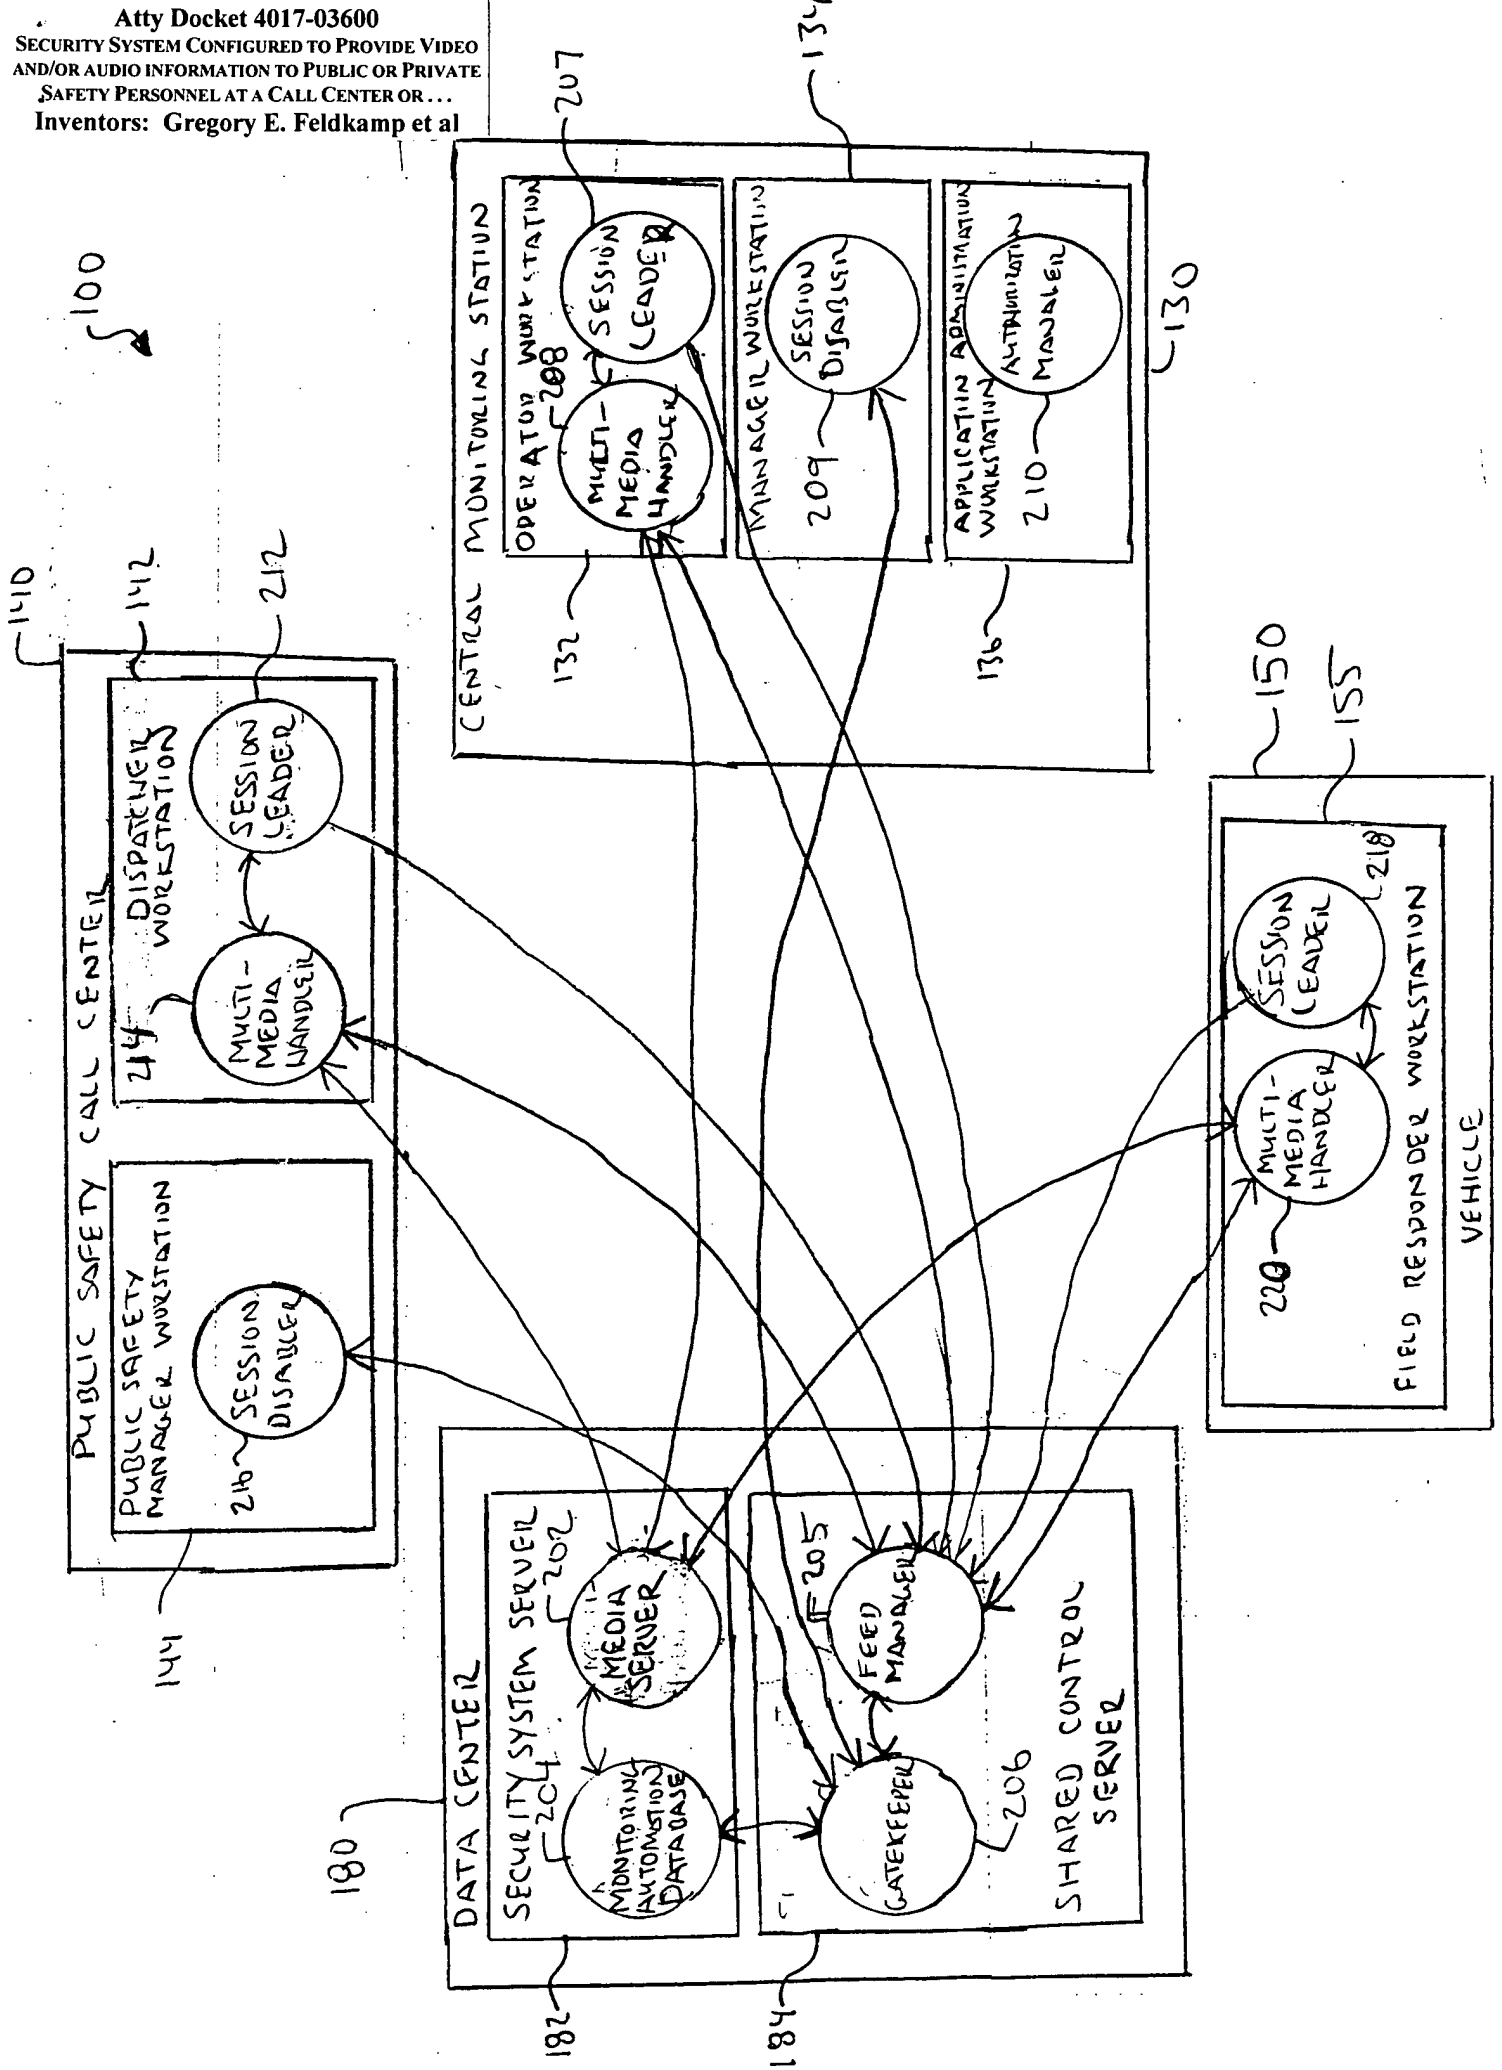 Atty Docket 4017-03600
SECURITY SYSTEM CONFIGURED TO PROVIDE VIDEO
AND/OR AUDIO INFORMATION TO PUBLIC OR PRIVATE
SAFETY PERSONNEL AT A CALL CENTER OR...
Inventors: Gregory E. Feldkamp et al
100
140
PUBLIC SAFETY CALL CENTER
144
PUBLIC SAFETY
MANAGER WORSTATION
216
SESSION
DISABLER
142
DISPATCHER
WORKSTATION
214
MULTI-
MEDIA
HANDLER
212
SESSION
LEADER
180
DATA CENTER
182
SECURITY SYSTEM SERVER
204
MONITORING
AUTOMATION
DATABASE
202
MEDIA
SERVER
184
GATEKEEPER
206
205
FEED
MANAGER
SHARED CONTROL
SERVER
CENTRAL MONITORING STATION
130
132
OPERATOR WORKSTATION
208
MULTI-
MEDIA
HANDLER
207
SESSION
LEADER
134
MANAGER WORKSTATION
209
SESSION
DISABLER
136
APPLICATION ADMINISTRATION
WORKSTATION
210
AUTHORIZATION
MANAGER
150
155
220
MULTI-
MEDIA
HANDLER
218
SESSION
LEADER
FIELD RESPONDER WORKSTATION
VEHICLE